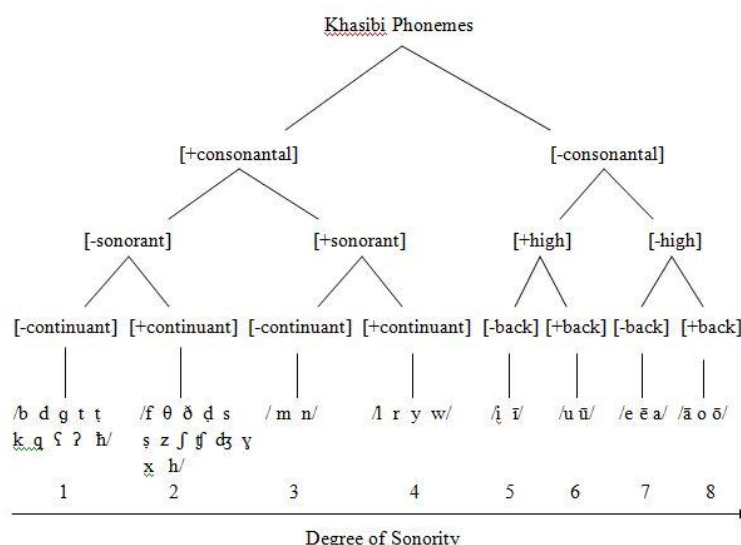 Khasibi Phonemes
[+consonantal] [-consonantal]
[-sonorant] [+sonorant] [+high] [-high]
[-continuant] [+continuant] [-continuant] [+continuant] [-back] [+back] [-back] [+back]
/b d g t ṭ /f θ ð ḍ s / m n/ /l r y w/ /i ī/ /u ū/ /e ē a/ /ā o ō/
k q ʕ ʔ ħ/ ṣ z ʃ ʧ ʤ ɣ
x h/
1 2 3 4 5 6 7 8
Degree of Sonority